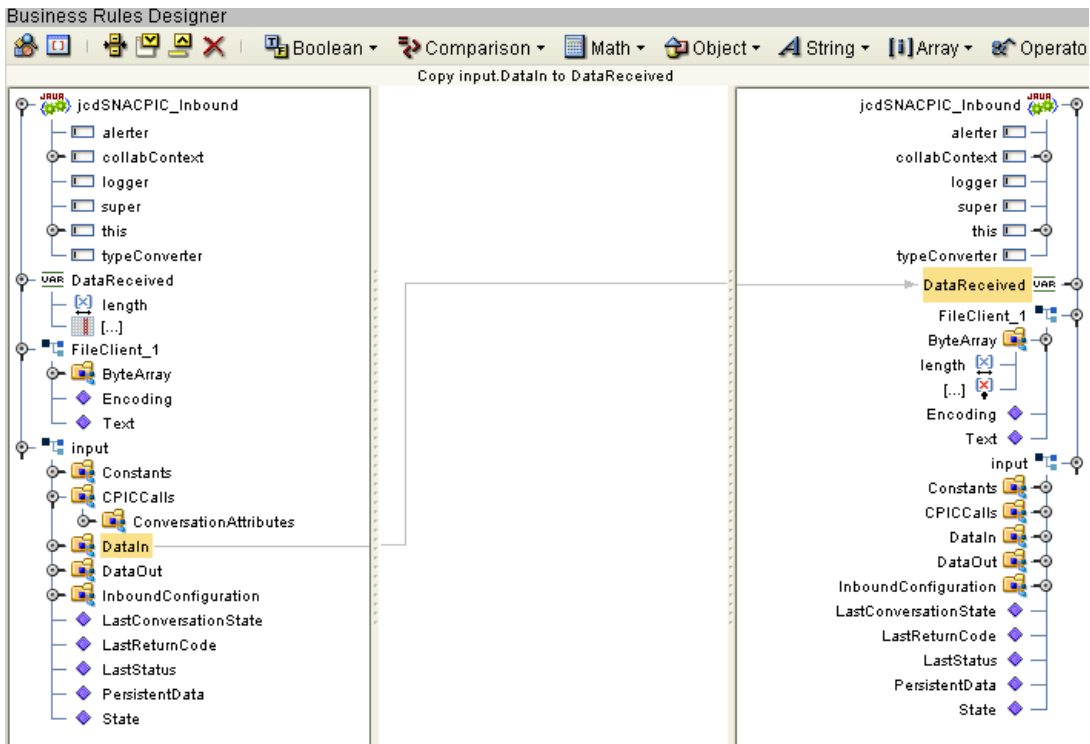 Business Rules Designer
Boolean Comparison Math Object String Array Operato
Copy input.DataIn to DataReceived
jcdSNACPIC_Inbound
alerter
collabContext
logger
super
this
typeConverter
DataReceived
length
[...]
FileClient_1
ByteArray
Encoding
Text
input
Constants
CPICCalls
ConversationAttributes
DataIn
DataOut
InboundConfiguration
LastConversationState
LastReturnCode
LastStatus
PersistentData
State
jcdSNACPIC_Inbound
alerter
collabContext
logger
super
this
typeConverter
DataReceived
FileClient_1
ByteArray
length
[...]
Encoding
Text
input
Constants
CPICCalls
DataIn
DataOut
InboundConfiguration
LastConversationState
LastReturnCode
LastStatus
PersistentData
State